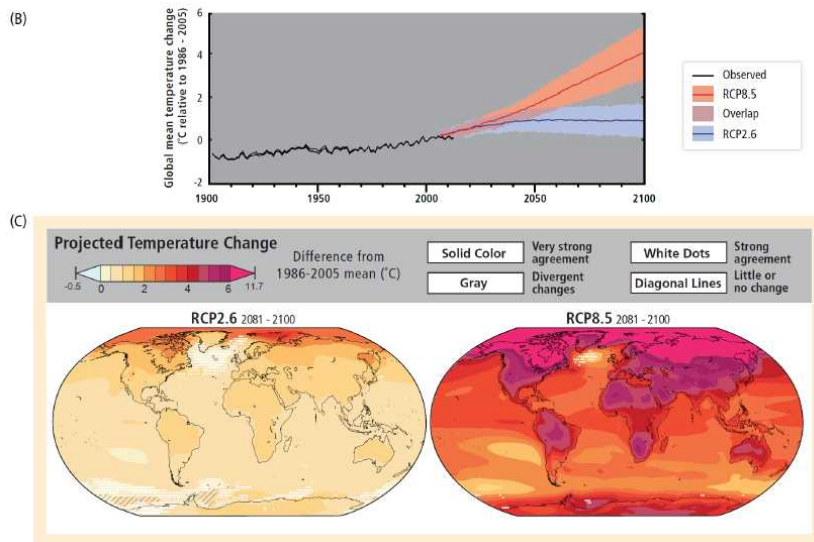 (B)
Global mean temperature change
(°C relative to 1986 - 2005)
6
4
2
0
-2
1900
1950
2000
2050
2100
Observed
RCP8.5
Overlap
RCP2.6
(C)
Projected Temperature Change
Difference from
1986-2005 mean (°C)
-0.5
0
2
4
6
11.7
Solid Color
Very strong
agreement
White Dots
Strong
agreement
Gray
Divergent
changes
Diagonal Lines
Little or
no change
RCP2.6 2081 - 2100
RCP8.5 2081 - 2100